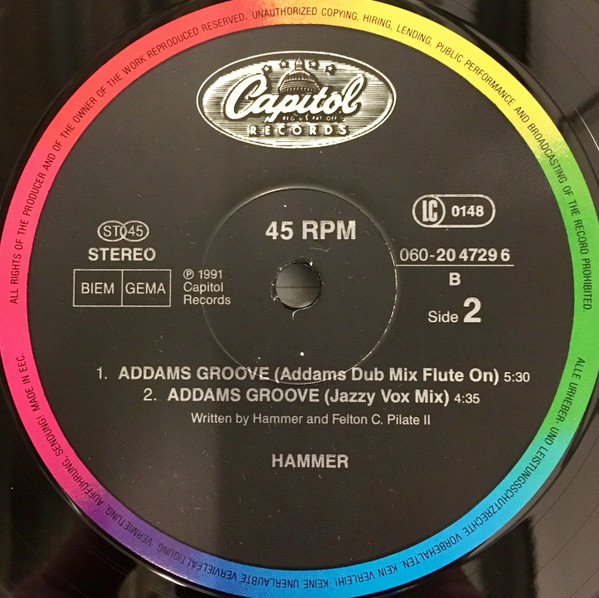 ALL RIGHTS OF THE PRODUCER AND OF THE OWNER OF THE WORK REPRODUCED RESERVED. UNAUTHORIZED COPYING, HIRING, LENDING, PUBLIC PERFORMANCE AND BROADCASTING OF THE RECORD PROHIBITED.
Capitol
REG. U.S. PAT. OFF.
RECORDS
45 RPM
LC 0148
ST45
STEREO
BIEM GEMA
℗ 1991
Capitol
Records
060-20 4729 6
B
Side 2
1. ADDAMS GROOVE (Addams Dub Mix Flute On) 5:30
2. ADDAMS GROOVE (Jazzy Vox Mix) 4:35
Written by Hammer and Felton C. Pilate II
HAMMER
ALLE URHEBER- UND LEISTUNGSSCHUTZRECHTE VORBEHALTEN. KEIN VERLEIH! KEINE UNERLAUBTE VERVIELFÄLTIGUNG, VERMIETUNG, AUFFÜHRUNG, SENDUNG! MADE IN EEC.